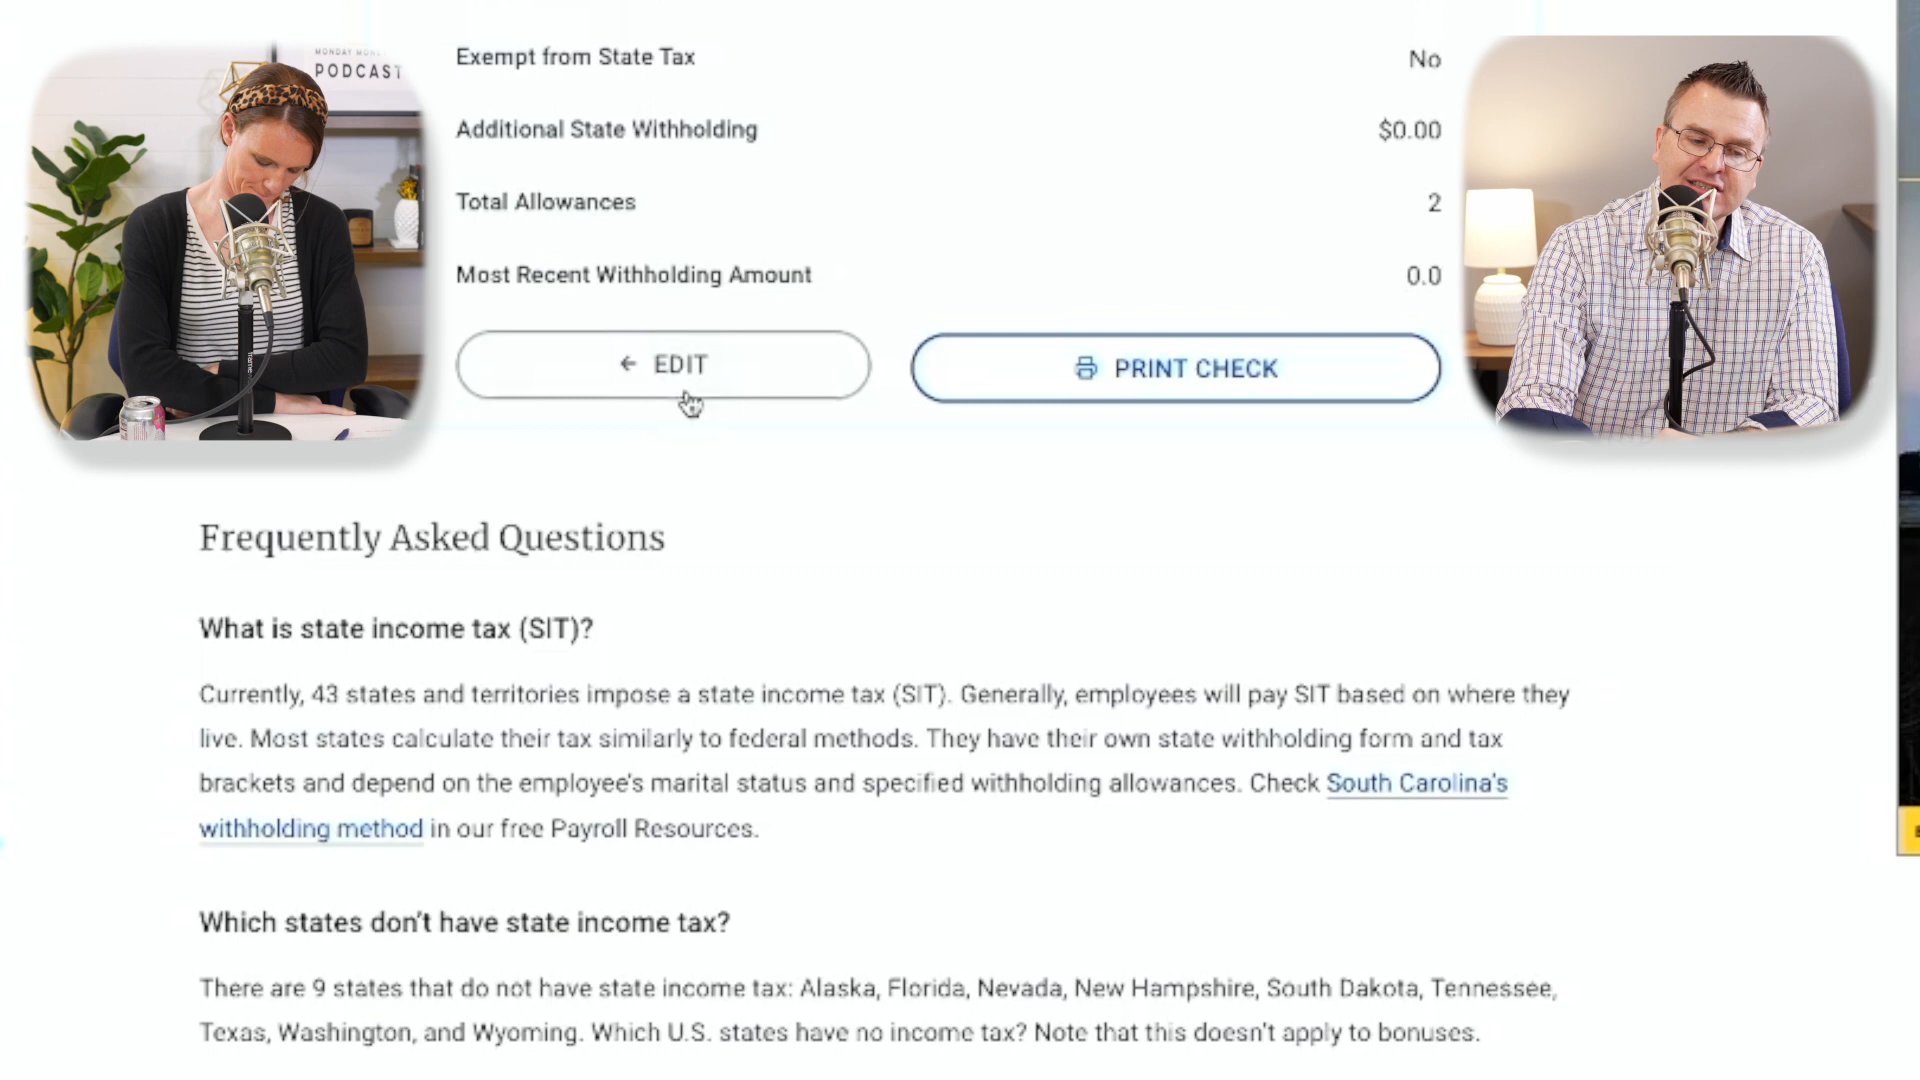 MONDAY
PODCAST
Exempt from State Tax No
Additional State Withholding $0.00
Total Allowances 2
Most Recent Withholding Amount 0.0
← EDIT PRINT CHECK
Frequently Asked Questions
What is state income tax (SIT)?
Currently, 43 states and territories impose a state income tax (SIT). Generally, employees will pay SIT based on where they
live. Most states calculate their tax similarly to federal methods. They have their own state withholding form and tax
brackets and depend on the employee's marital status and specified withholding allowances. Check South Carolina's
withholding method in our free Payroll Resources.
Which states don't have state income tax?
There are 9 states that do not have state income tax: Alaska, Florida, Nevada, New Hampshire, South Dakota, Tennessee,
Texas, Washington, and Wyoming. Which U.S. states have no income tax? Note that this doesn't apply to bonuses.